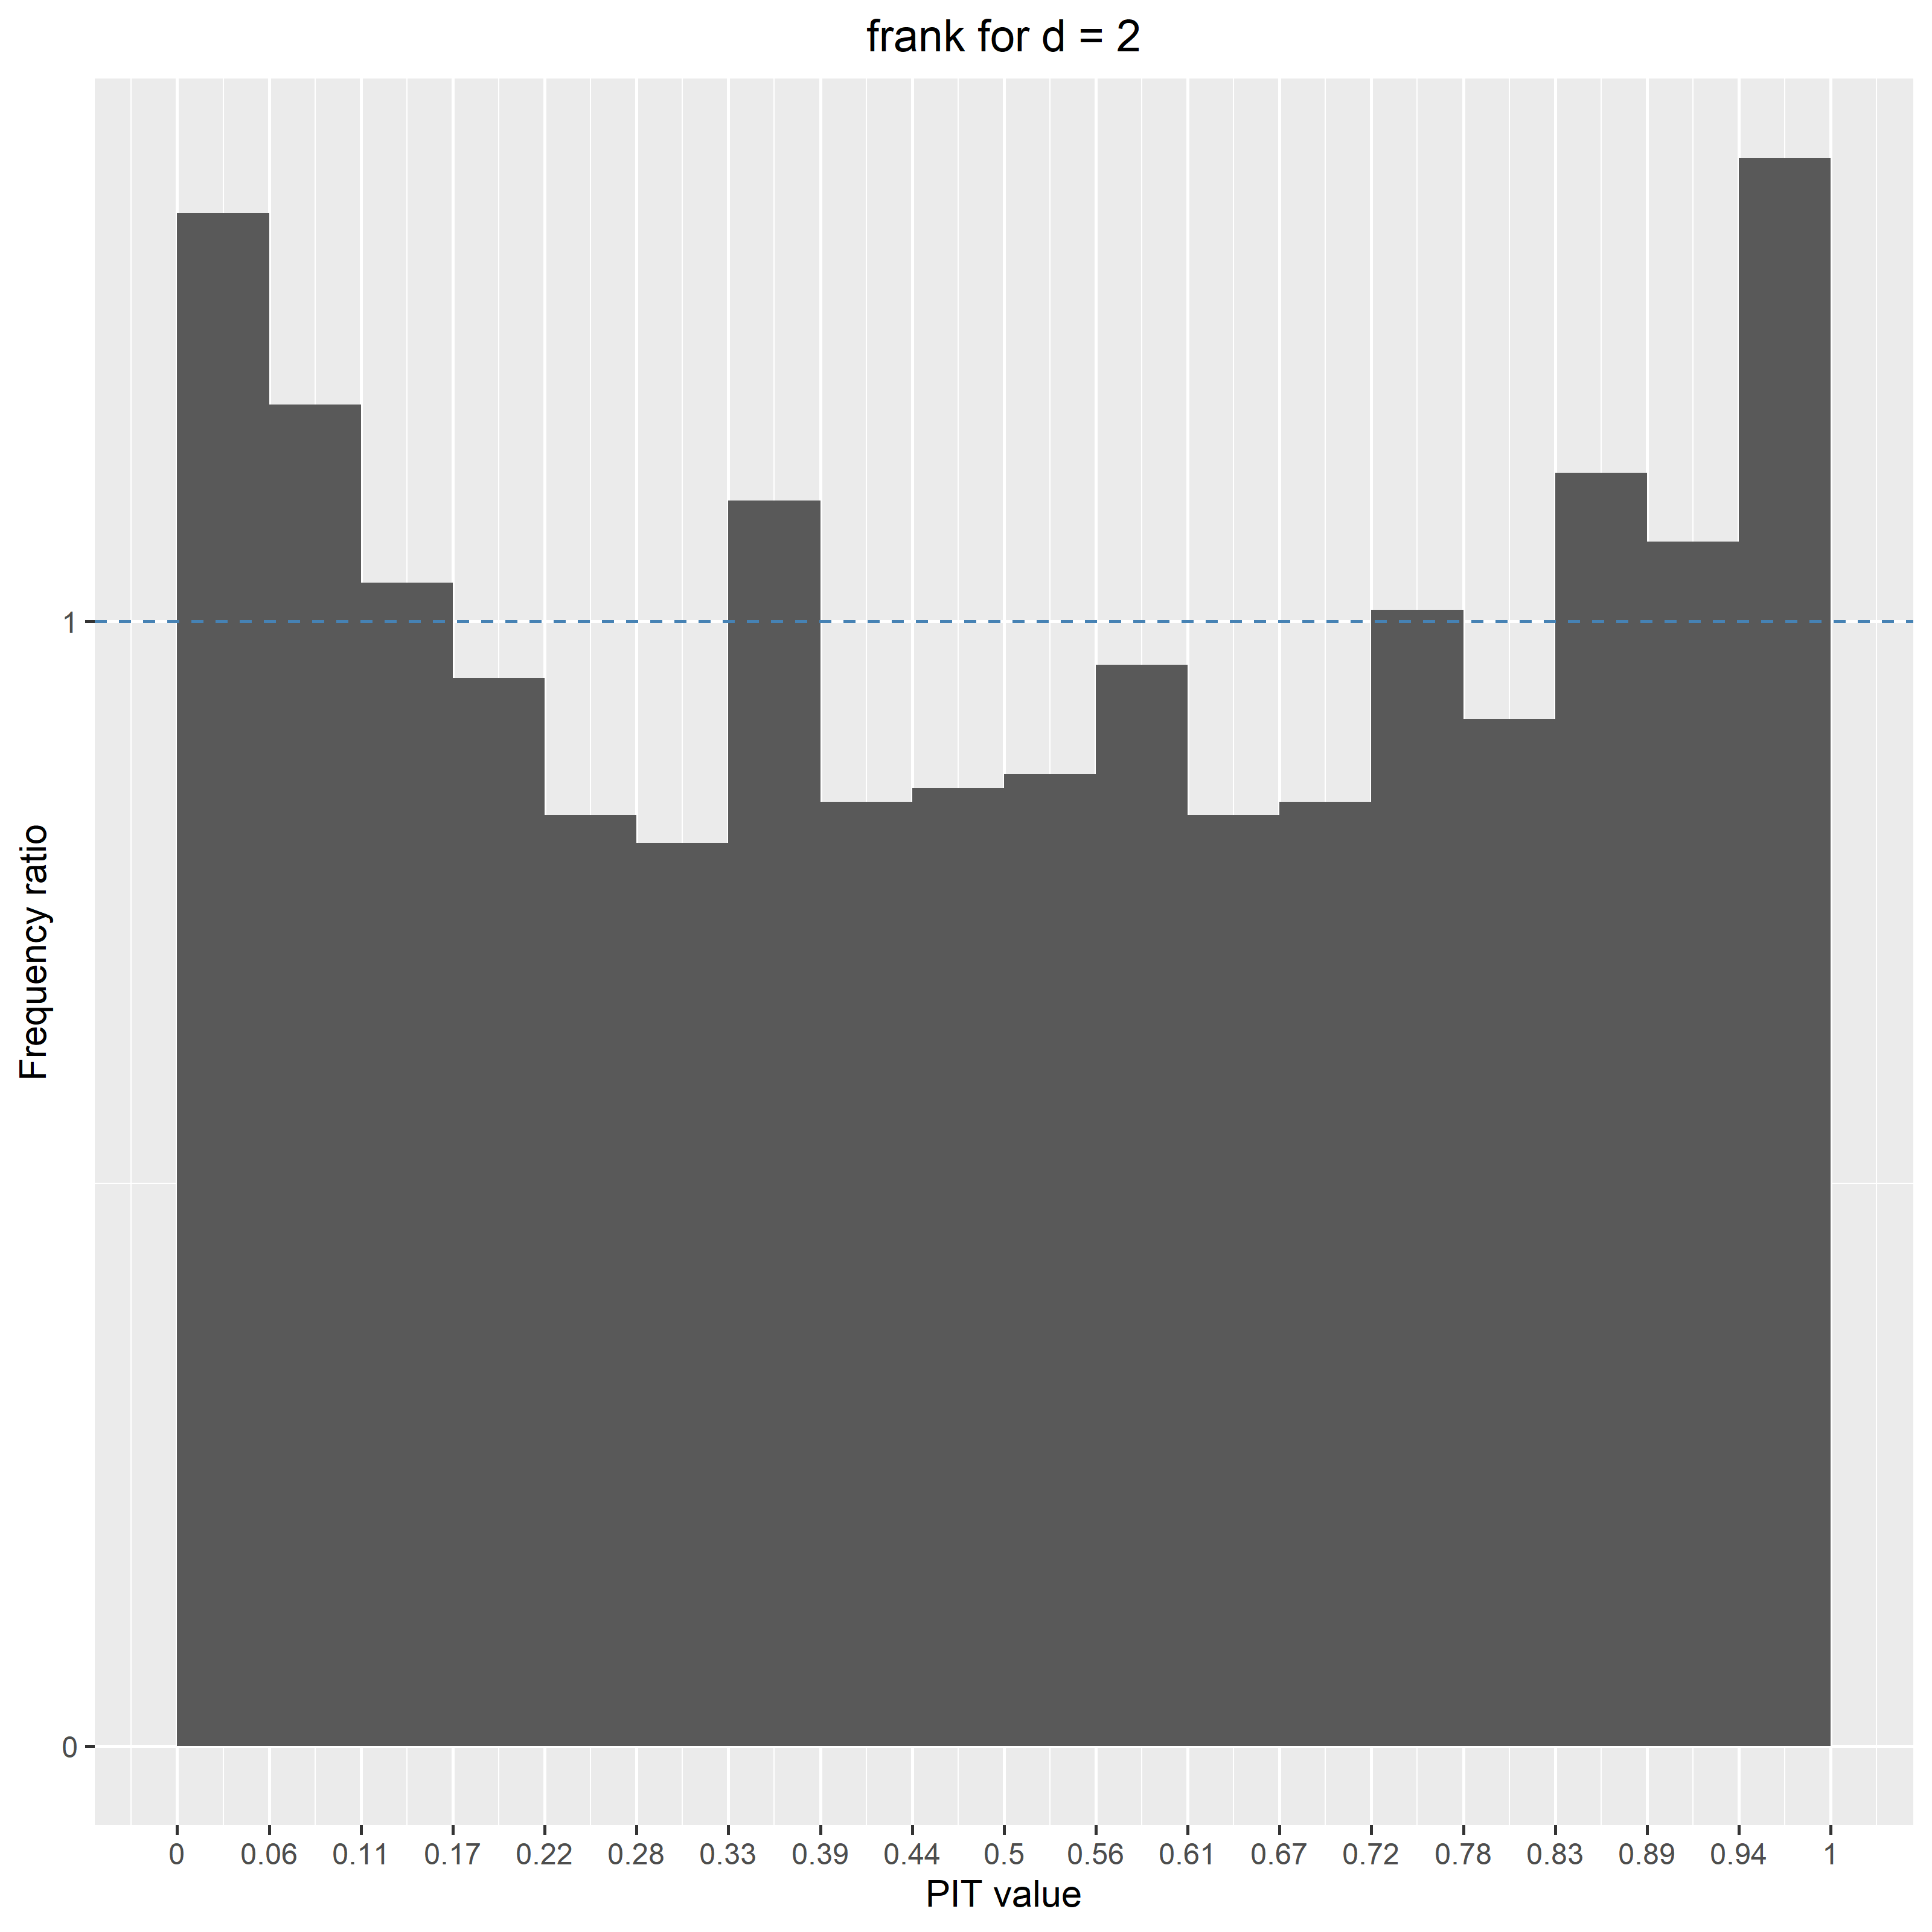 frank for d = 2
Frequency ratio
1
0
0 0.06 0.11 0.17 0.22 0.28 0.33 0.39 0.44 0.5 0.56 0.61 0.67 0.72 0.78 0.83 0.89 0.94 1
PIT value